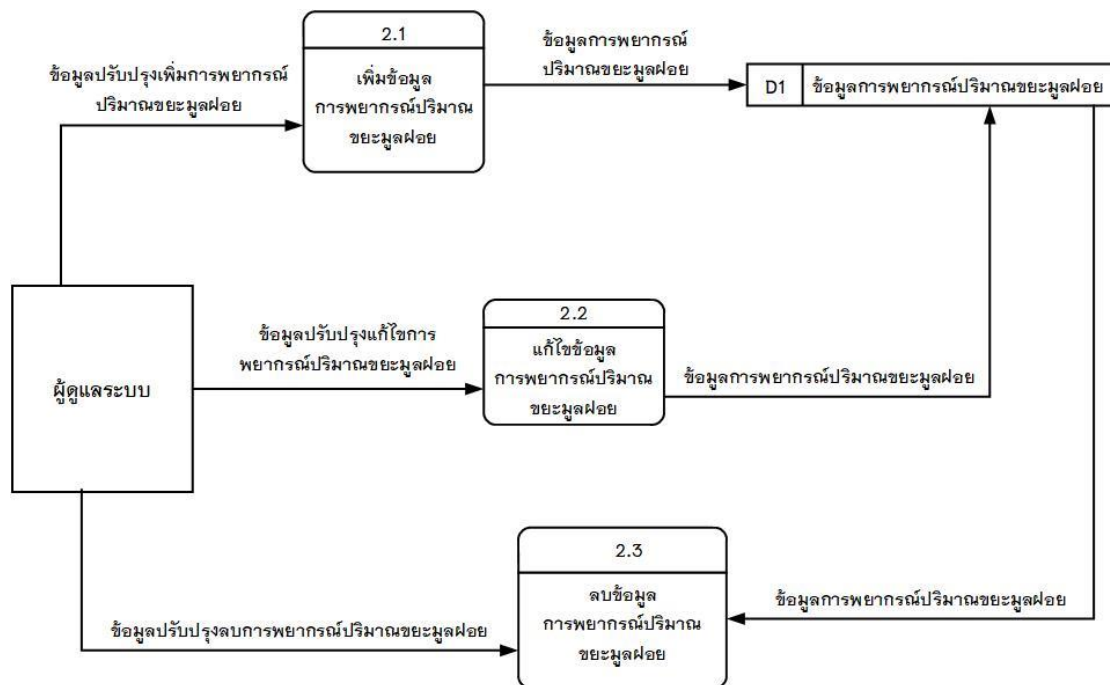 2.1
ข้อมูลการพยากรณ์
ปริมาณขยะมูลฝอย
ข้อมูลปรับปรุงเพิ่มการพยากรณ์
ปริมาณขยะมูลฝอย
เพิ่มข้อมูล
การพยากรณ์ปริมาณ
ขยะมูลฝอย
D1 ข้อมูลการพยากรณ์ปริมาณขยะมูลฝอย
ผู้ดูแลระบบ
ข้อมูลปรับปรุงแก้ไขการ
พยากรณ์ปริมาณขยะมูลฝอย
2.2
แก้ไขข้อมูล
การพยากรณ์ปริมาณ
ขยะมูลฝอย
ข้อมูลการพยากรณ์ปริมาณขยะมูลฝอย
2.3
ลบข้อมูล
การพยากรณ์ปริมาณ
ขยะมูลฝอย
ข้อมูลการพยากรณ์ปริมาณขยะมูลฝอย
ข้อมูลปรับปรุงลบการพยากรณ์ปริมาณขยะมูลฝอย